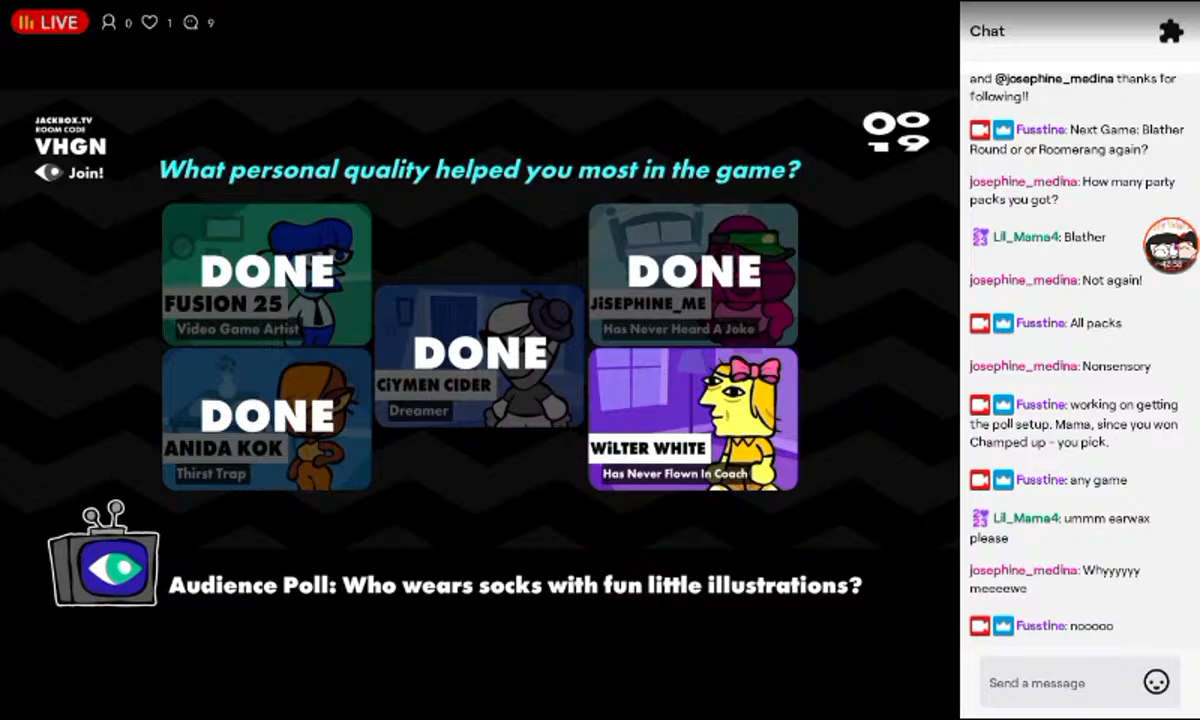 LIVE 0 1 9
JACKBOX.TV
ROOM CODE
VHGN
Join!
What personal quality helped you most in the game?
DONE
FUSION 25
Video Game Artist
DONE
JiSEPHINE_ME
Has Never Heard A Joke
DONE
CiYMEN CIDER
Dreamer
DONE
ANIDA KOK
Thirst Trap
WiLTER WHITE
Has Never Flown In Coach
Audience Poll: Who wears socks with fun little illustrations?
Chat
and @josephine_medina thanks for
following!!
Fusstine: Next Game: Blather
Round or or Roomerang again?
josephine_medina: How many party
packs you got?
Lil_Mama4: Blather
josephine_medina: Not again!
Fusstine: All packs
josephine_medina: Nonsensory
Fusstine: working on getting
the poll setup. Mama, since you won
Champed up - you pick.
Fusstine: any game
Lil_Mama4: ummm earwax
please
josephine_medina: Whyyyyyy
meeeewe
Fusstine: nooooo
Send a message